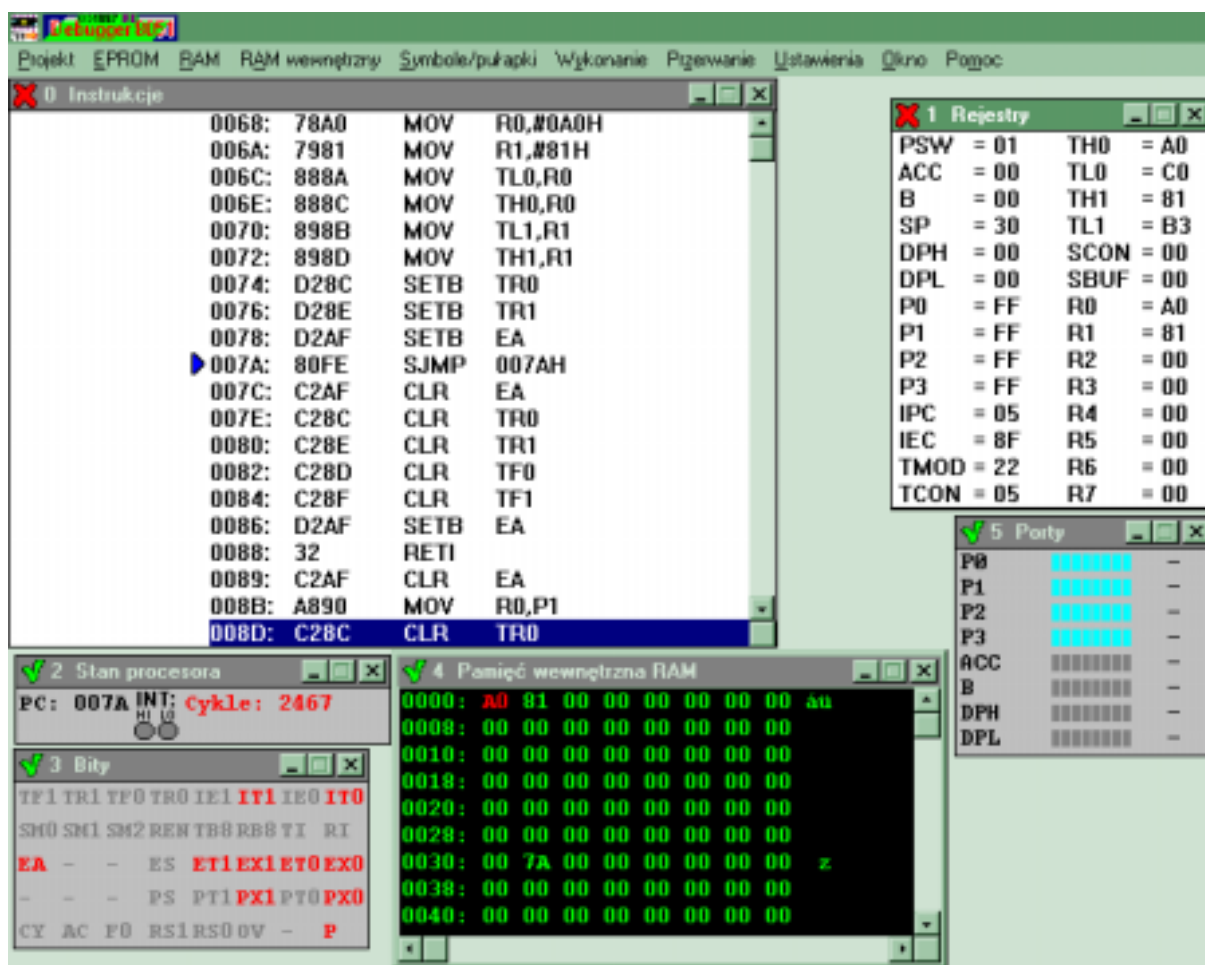 Debugger 8051
Projekt EPROM RAM RAM wewnętrzny Symbole/pułapki Wykonanie Przerwanie Ustawienia Okno Pomoc
0 Instrukcje
0068: 78A0 MOV R0,#0A0H
006A: 7981 MOV R1,#81H
006C: 888A MOV TL0,R0
006E: 888C MOV TH0,R0
0070: 898B MOV TL1,R1
0072: 898D MOV TH1,R1
0074: D28C SETB TR0
0076: D28E SETB TR1
0078: D2AF SETB EA
007A: 80FE SJMP 007AH
007C: C2AF CLR EA
007E: C28C CLR TR0
0080: C28E CLR TR1
0082: C28D CLR TF0
0084: C28F CLR TF1
0086: D2AF SETB EA
0088: 32 RETI
0089: C2AF CLR EA
008B: A890 MOV R0,P1
008D: C28C CLR TR0
1 Rejestry
PSW = 01 TH0 = A0
ACC = 00 TL0 = C0
B = 00 TH1 = 81
SP = 30 TL1 = B3
DPH = 00 SCON = 00
DPL = 00 SBUF = 00
P0 = FF R0 = A0
P1 = FF R1 = 81
P2 = FF R2 = 00
P3 = FF R3 = 00
IPC = 05 R4 = 00
IEC = 8F R5 = 00
TMOD = 22 R6 = 00
TCON = 05 R7 = 00
5 Porty
P0 -
P1 -
P2 -
P3 -
ACC -
B -
DPH -
DPL -
2 Stan procesora
PC: 007A INT: Cykle: 2467
HI LO
3 Bity
TF1 TR1 TF0 TR0 IE1 IT1 IE0 IT0
SM0 SM1 SM2 REN TB8 RB8 TI RI
EA - - ES ET1 EX1 ET0 EX0
- - - PS PT1 PX1 PT0 PX0
CY AC F0 RS1 RS0 OV - P
4 Pamięć wewnętrzna RAM
0000: A0 81 00 00 00 00 00 00 áu
0008: 00 00 00 00 00 00 00 00
0010: 00 00 00 00 00 00 00 00
0018: 00 00 00 00 00 00 00 00
0020: 00 00 00 00 00 00 00 00
0028: 00 00 00 00 00 00 00 00
0030: 00 7A 00 00 00 00 00 00 z
0038: 00 00 00 00 00 00 00 00
0040: 00 00 00 00 00 00 00 00